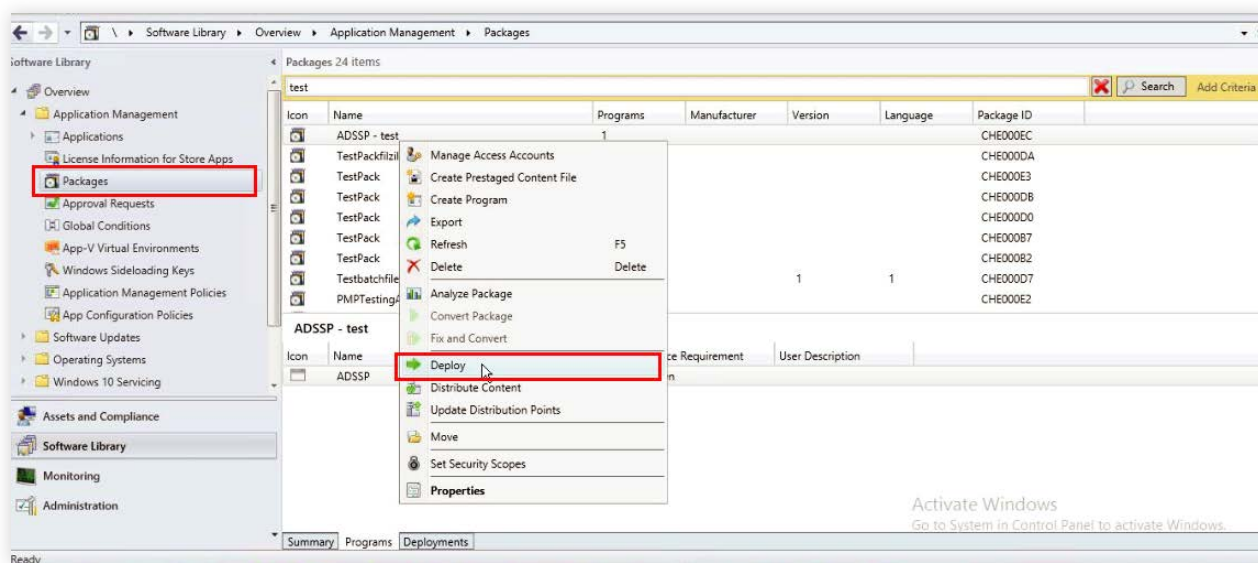 \ Software Library Overview Application Management Packages
Software Library
Packages 24 items
Overview
Application Management
Applications
License Information for Store Apps
Packages
Approval Requests
Global Conditions
App-V Virtual Environments
Windows Sideloading Keys
Application Management Policies
App Configuration Policies
Software Updates
Operating Systems
Windows 10 Servicing
Assets and Compliance
Software Library
Monitoring
Administration
test Search Add Criteria
Icon Name Programs Manufacturer Version Language Package ID
ADSSP - test 1 CHE000EC
TestPackfilzil CHE000DA
TestPack CHE000E3
TestPack CHE000DB
TestPack CHE000D0
TestPack CHE000B7
TestPack CHE000B2
Testbatchfile 1 1 CHE000D7
PMPTestingA CHE000E2
Manage Access Accounts
Create Prestaged Content File
Create Program
Export
Refresh F5
Delete Delete
Analyze Package
Convert Package
Fix and Convert
Deploy
Distribute Content
Update Distribution Points
Move
Set Security Scopes
Properties
ADSSP - test
Icon Name ce Requirement User Description
ADSSP n
Activate Windows
Go to System in Control Panel to activate Windows.
Summary Programs Deployments
Ready